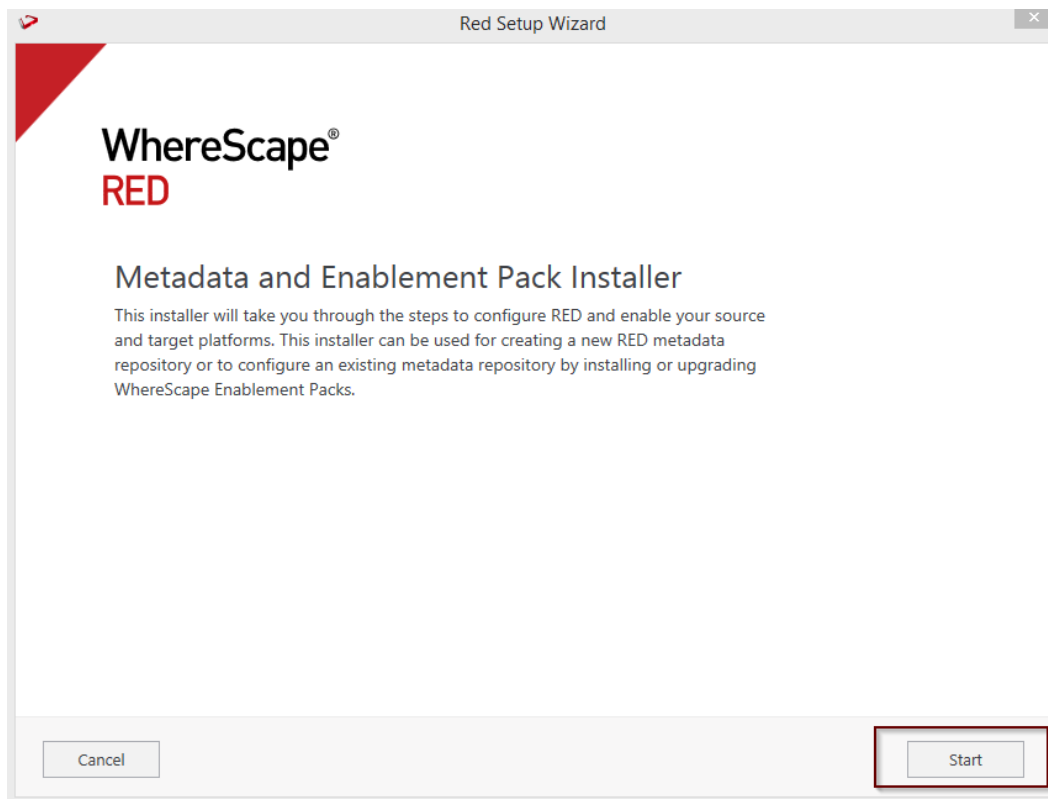 Red Setup Wizard
WhereScape®
RED
Metadata and Enablement Pack Installer
This installer will take you through the steps to configure RED and enable your source
and target platforms. This installer can be used for creating a new RED metadata
repository or to configure an existing metadata repository by installing or upgrading
WhereScape Enablement Packs.
Cancel
Start